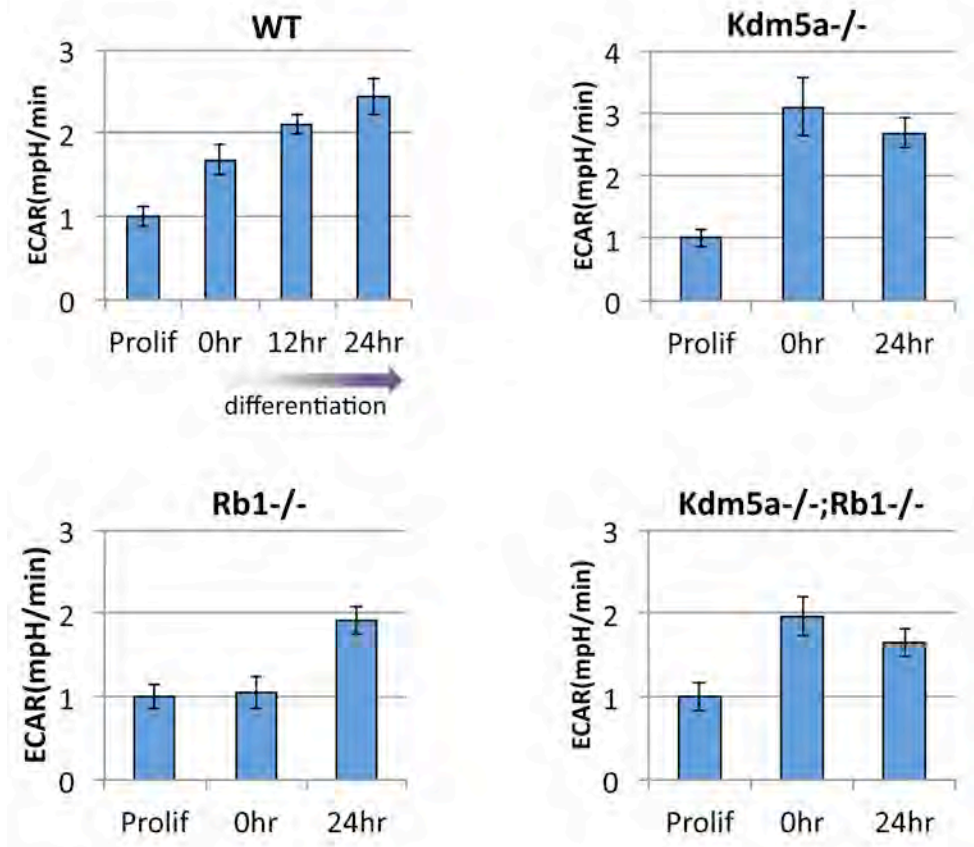 WT
ECAR(mpH/min
3
2
1
0
Prolif 0hr 12hr 24hr
differentiation
Kdm5a-/-
ECAR(mpH/min)
4
3
2
1
0
Prolif 0hr 24hr
Rb1-/-
ECAR(mpH/min)
3
2
1
0
Prolif 0hr 24hr
Kdm5a-/-;Rb1-/-
ECAR(mpH/min)
3
2
1
0
Prolif 0hr 24hr